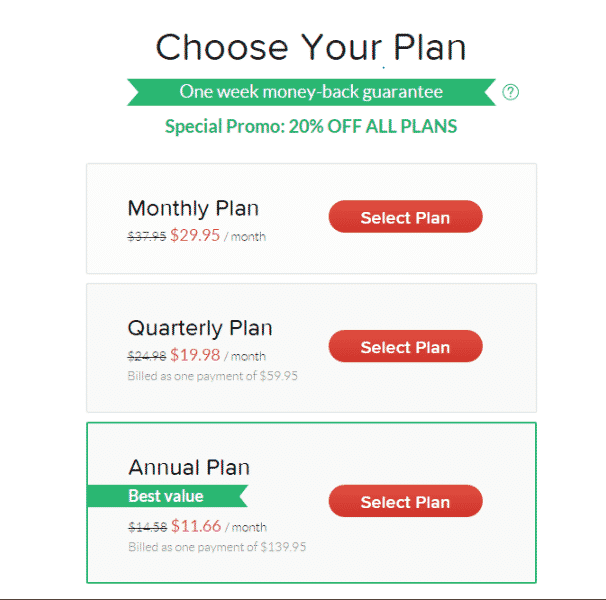 Choose Your Plan
One week money-back guarantee ?
Special Promo: 20% OFF ALL PLANS
Monthly Plan
$37.95 $29.95 / month
Select Plan
Quarterly Plan
$24.98 $19.98 / month
Billed as one payment of $59.95
Select Plan
Annual Plan
Best value
$14.58 $11.66 / month
Billed as one payment of $139.95
Select Plan